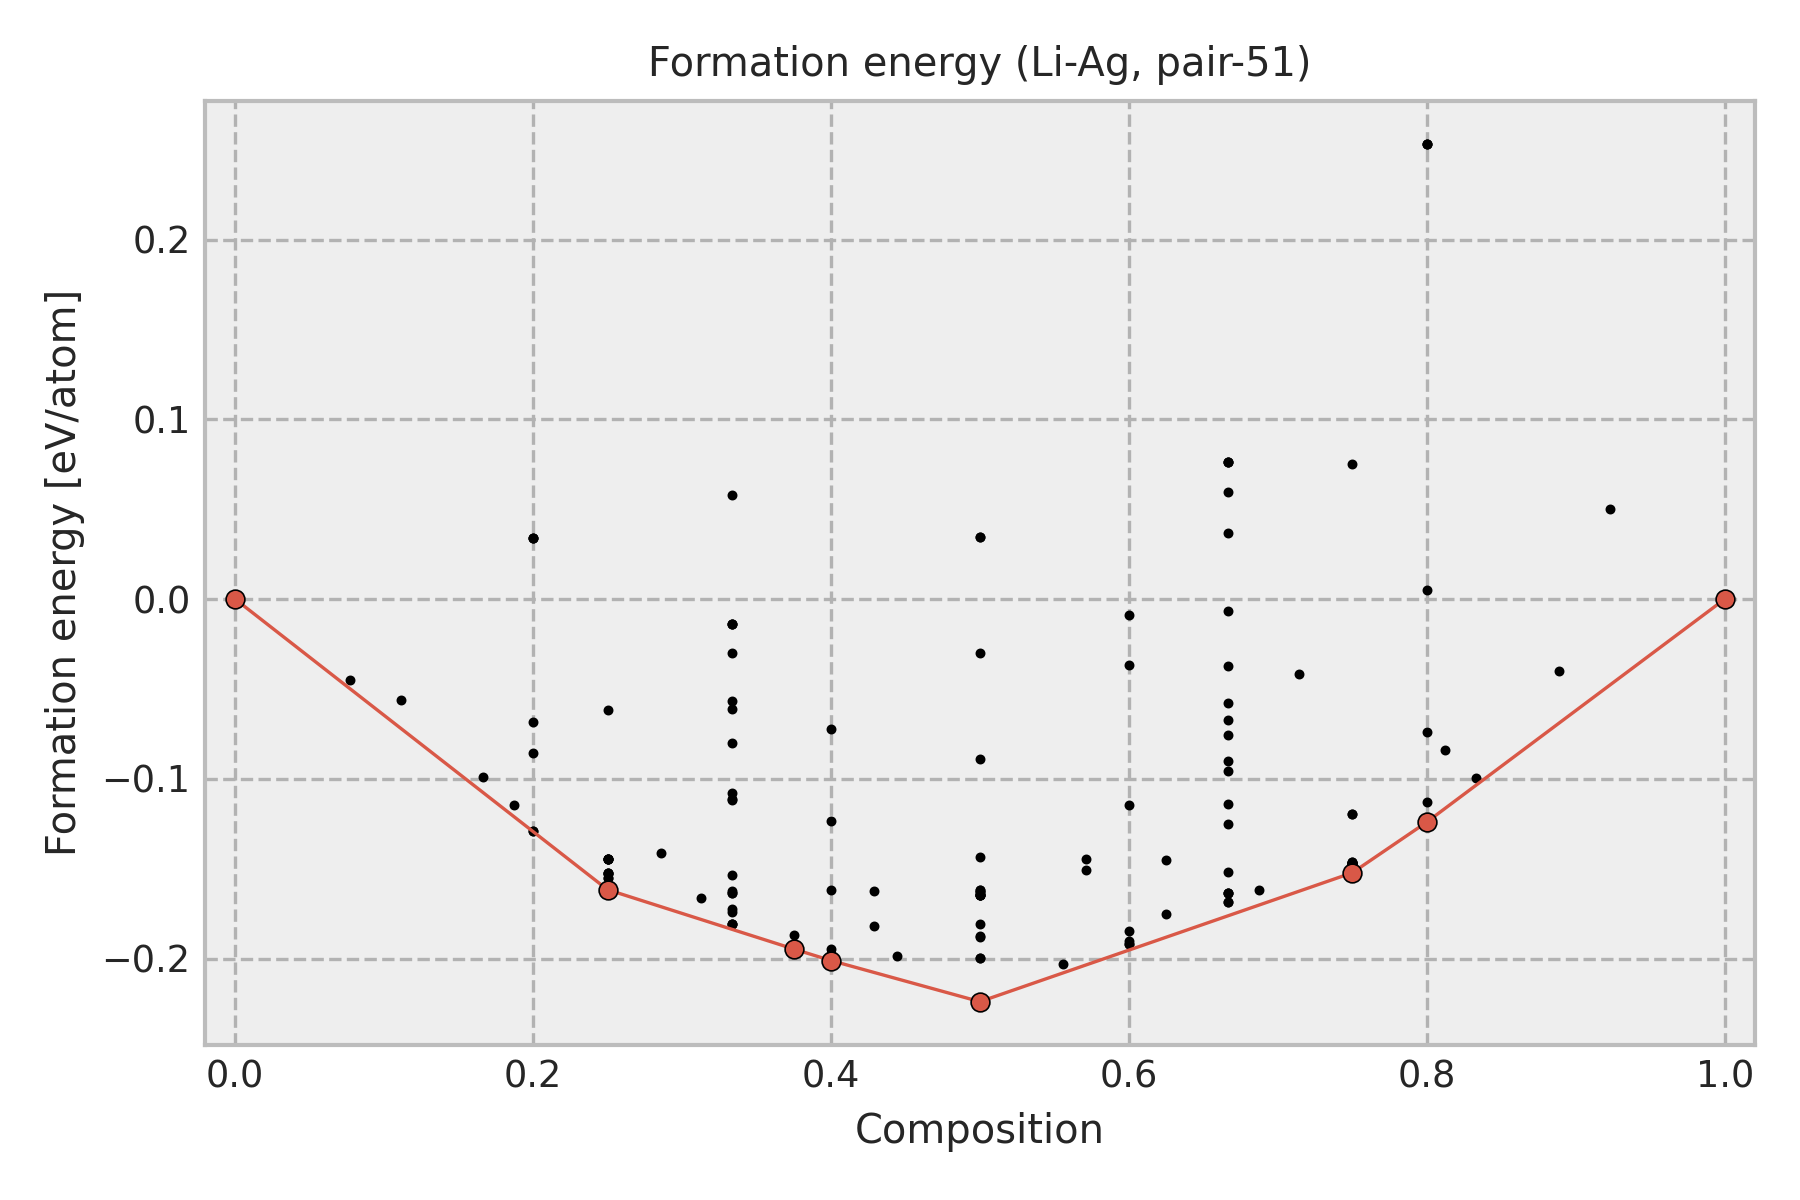 Formation energy (Li-Ag, pair-51)
Formation energy [eV/atom]
0.2
0.1
0.0
−0.1
−0.2
0.0 0.2 0.4 0.6 0.8 1.0
Composition